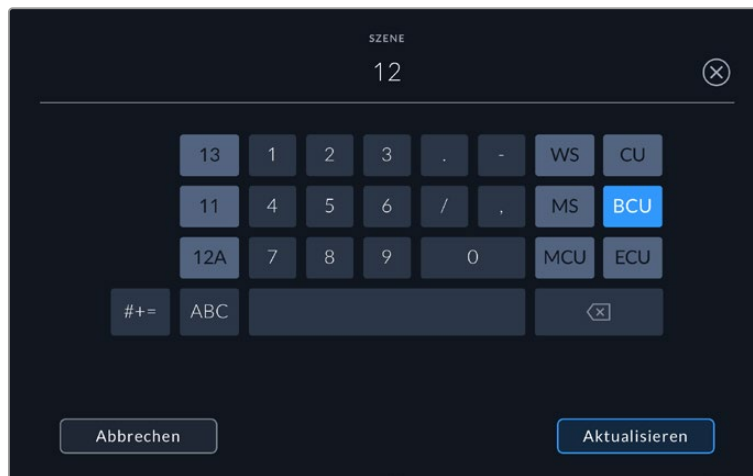 SZENE
12
13 1 2 3 . - WS CU
11 4 5 6 / , MS BCU
12A 7 8 9 0 MCU ECU
#+= ABC
Abbrechen Aktualisieren